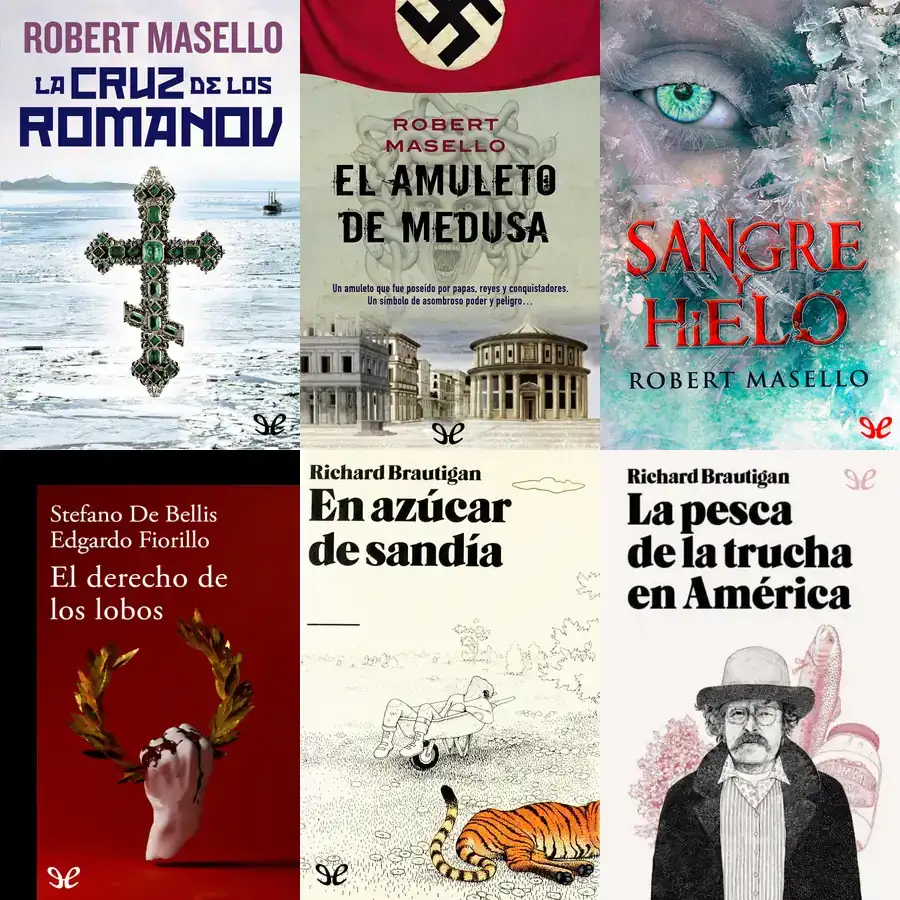 ROBERT MASELLO
LA CRUZ DE LOS
ROMANOV
ROBERT
MASELLO
EL AMULETO
DE MEDUSA
Un amuleto que fue poseído por papas, reyes y conquistadores.
Un símbolo de asombroso poder y peligro...
SANGRE
Y
HiELO
ROBERT MASELLO
Stefano De Bellis
Edgardo Fiorillo
El derecho de
los lobos
Richard Brautigan
En azúcar
de sandía
Richard Brautigan
La pesca
de la trucha
en América